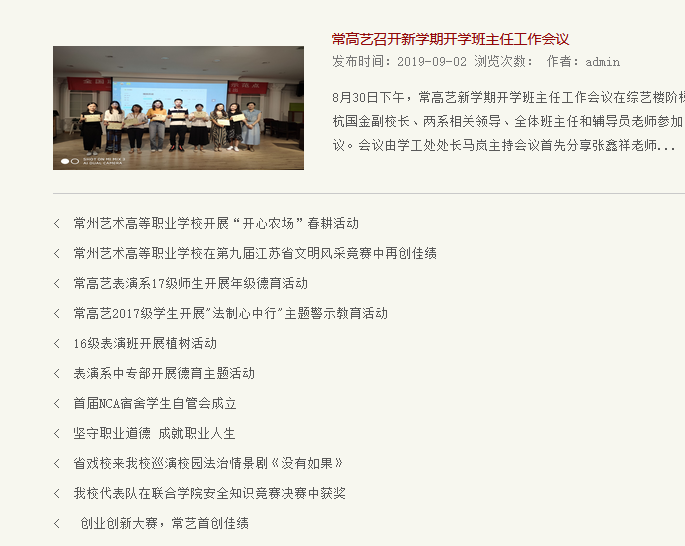 常高艺召开新学期开学班主任工作会议
发布时间：2019-09-02 浏览次数： 作者：admin
8月30日下午，常高艺新学期开学班主任工作会议在综艺楼阶
杭国金副校长、两系相关领导、全体班主任和辅导员老师参加
议。会议由学工处处长马岚主持会议首先分享张鑫祥老师...
SHOT ON MI MIX 2
AI DUAL CAMERA
常州艺术高等职业学校开展“开心农场”春耕活动
常州艺术高等职业学校在第九届江苏省文明风采竞赛中再创佳绩
常高艺表演系17级师生开展年级德育活动
常高艺2017级学生开展"法制心中行"主题警示教育活动
16级表演班开展植树活动
表演系中专部开展德育主题活动
首届NCA宿舍学生自管会成立
坚守职业道德 成就职业人生
省戏校来我校巡演校园法治情景剧《没有如果》
我校代表队在联合学院安全知识竞赛决赛中获奖
创业创新大赛，常艺首创佳绩